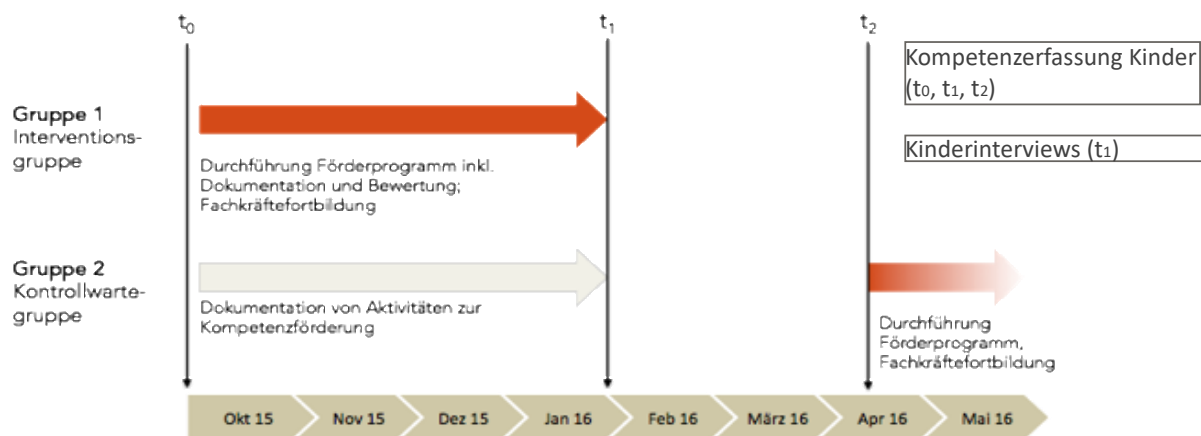 t0
t1
t2
Kompetenzerfassung Kinder
(t0, t1, t2)
Kinderinterviews (t1)
Gruppe 1
Interventions-
gruppe
Durchführung Förderprogramm inkl.
Dokumentation und Bewertung;
Fachkräftefortbildung
Gruppe 2
Kontrollwarte-
gruppe
Dokumentation von Aktivitäten zur
Kompetenzförderung
Durchführung
Förderprogramm,
Fachkräftefortbildung
Okt 15
Nov 15
Dez 15
Jan 16
Feb 16
März 16
Apr 16
Mai 16